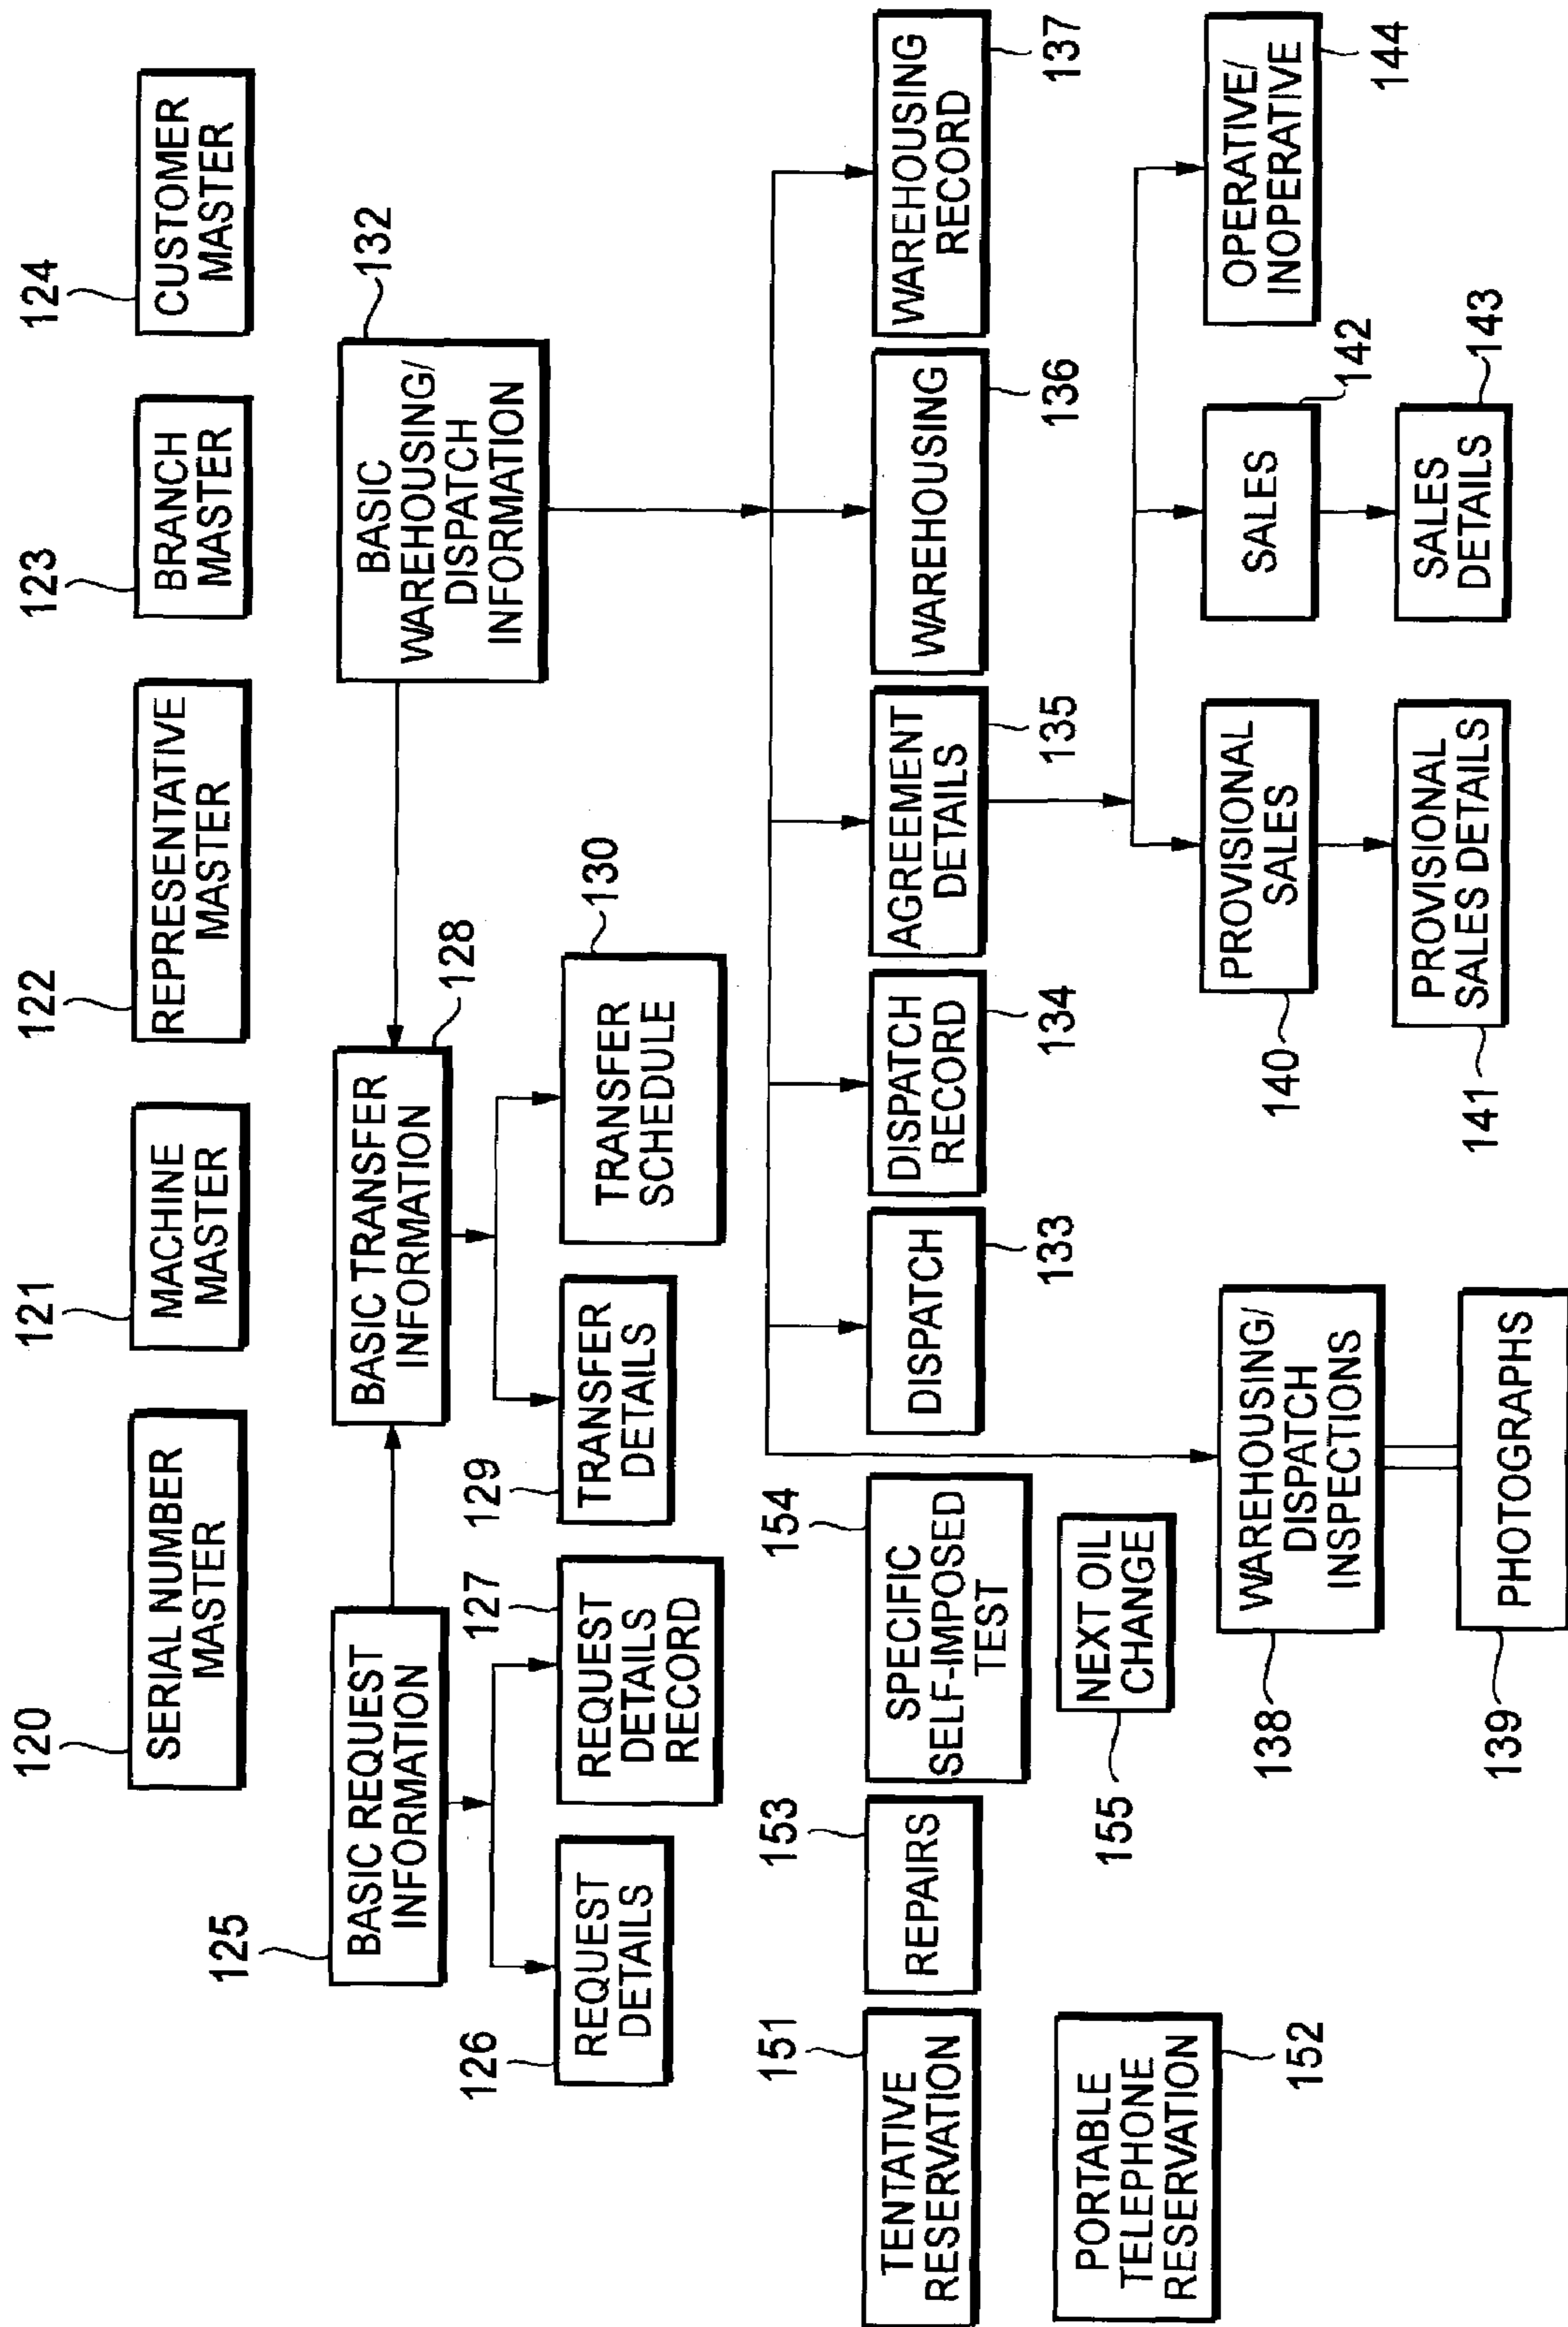 120
SERIAL NUMBER
MASTER
121
MACHINE
MASTER
122
REPRESENTATIVE
MASTER
123
BRANCH
MASTER
124
CUSTOMER
MASTER
125
BASIC REQUEST
INFORMATION
BASIC TRANSFER
INFORMATION
128
BASIC
WAREHOUSING/
DISPATCH
INFORMATION
132
126
REQUEST
DETAILS
127
REQUEST
DETAILS
RECORD
129
TRANSFER
DETAILS
TRANSFER
SCHEDULE
130
151
TENTATIVE
RESERVATION
153
REPAIRS
154
SPECIFIC
SELF-IMPOSED
TEST
DISPATCH
133
DISPATCH
RECORD
134
AGREEMENT
DETAILS
135
WAREHOUSING
136
WAREHOUSING
RECORD
137
PORTABLE
TELEPHONE
RESERVATION
152
155
NEXT OIL
CHANGE
138
WAREHOUSING/
DISPATCH
INSPECTIONS
139
PHOTOGRAPHS
140
PROVISIONAL
SALES
SALES
142
OPERATIVE/
INOPERATIVE
144
141
PROVISIONAL
SALES DETAILS
SALES
DETAILS
143